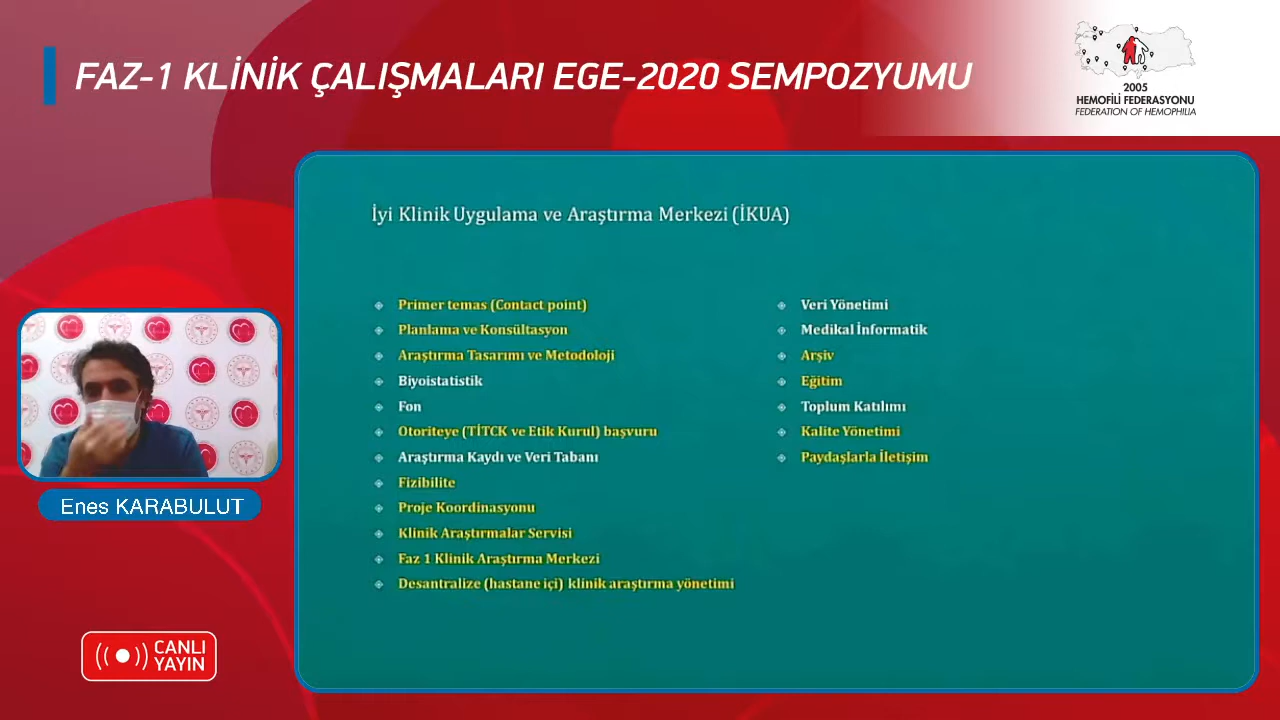 FAZ-1 KLİNİK ÇALIŞMALARI EGE-2020 SEMPOZYUMU
2005
HEMOFİLİ FEDERASYONU
FEDERATION OF HEMOPHILIA
İyi Klinik Uygulama ve Araştırma Merkezi (İKUA)
Primer temas (Contact point)
Planlama ve Konsültasyon
Araştırma Tasarımı ve Metodoloji
Biyoistatistik
Fon
Otoriteye (TİTCK ve Etik Kurul) başvuru
Araştırma Kaydı ve Veri Tabanı
Fizibilite
Proje Koordinasyonu
Klinik Araştırmalar Servisi
Faz 1 Klinik Araştırma Merkezi
Desantralize (hastane içi) klinik araştırma yönetimi
Veri Yönetimi
Medikal İnformatik
Arşiv
Eğitim
Toplum Katılımı
Kalite Yönetimi
Paydaşlarla İletişim
Enes KARABULUT
CANLI
YAYIN